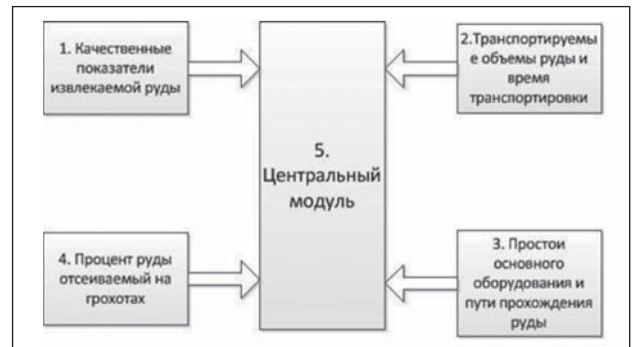 1. Качественные
показатели
извлекаемой руды
2.Транспортируемы
е объемы руды и
время
транспортировки
5.
Центральный
модуль
4. Процент руды
отсеиваемый на
грохотах
3. Простои
основного
оборудования и
пути прохождения
руды